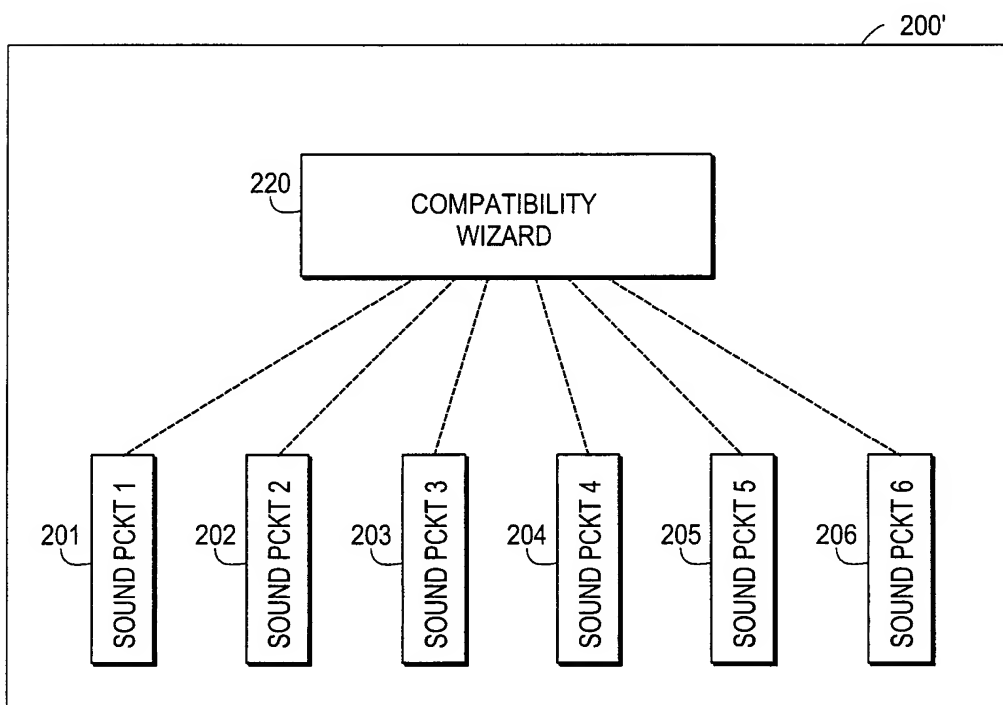 200'
220
COMPATIBILITY
WIZARD
201
SOUND PCKT 1
202
SOUND PCKT 2
203
SOUND PCKT 3
204
SOUND PCKT 4
205
SOUND PCKT 5
206
SOUND PCKT 6